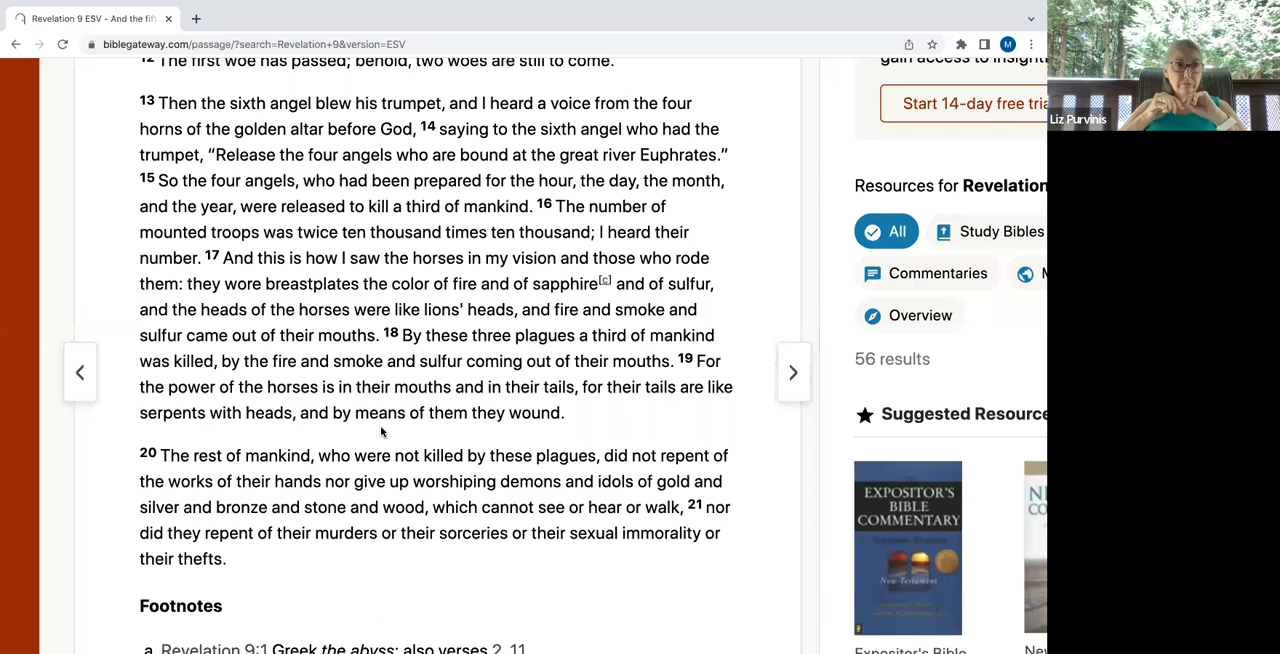 Revelation 9 ESV - And the fif
biblegateway.com/passage/?search=Revelation+9&version=ESV
M
12 The first woe has passed; behold, two woes are still to come.
13 Then the sixth angel blew his trumpet, and I heard a voice from the four
horns of the golden altar before God, 14 saying to the sixth angel who had the
trumpet, “Release the four angels who are bound at the great river Euphrates.”
15 So the four angels, who had been prepared for the hour, the day, the month,
and the year, were released to kill a third of mankind. 16 The number of
mounted troops was twice ten thousand times ten thousand; I heard their
number. 17 And this is how I saw the horses in my vision and those who rode
them: they wore breastplates the color of fire and of sapphire[c] and of sulfur,
and the heads of the horses were like lions' heads, and fire and smoke and
sulfur came out of their mouths. 18 By these three plagues a third of mankind
was killed, by the fire and smoke and sulfur coming out of their mouths. 19 For
the power of the horses is in their mouths and in their tails, for their tails are like
serpents with heads, and by means of them they wound.
20 The rest of mankind, who were not killed by these plagues, did not repent of
the works of their hands nor give up worshiping demons and idols of gold and
silver and bronze and stone and wood, which cannot see or hear or walk, 21 nor
did they repent of their murders or their sorceries or their sexual immorality or
their thefts.
Footnotes
a Revelation 9:1 Greek the abyss; also verses 2, 11
gain access to insight
Start 14-day free tria
Resources for Revelation
All
Study Bibles
Commentaries
M
Overview
56 results
Suggested Resource
EXPOSITOR'S
BIBLE
COMMENTARY
New Testament
Expositor's Bible
Ne
Liz Purvinis